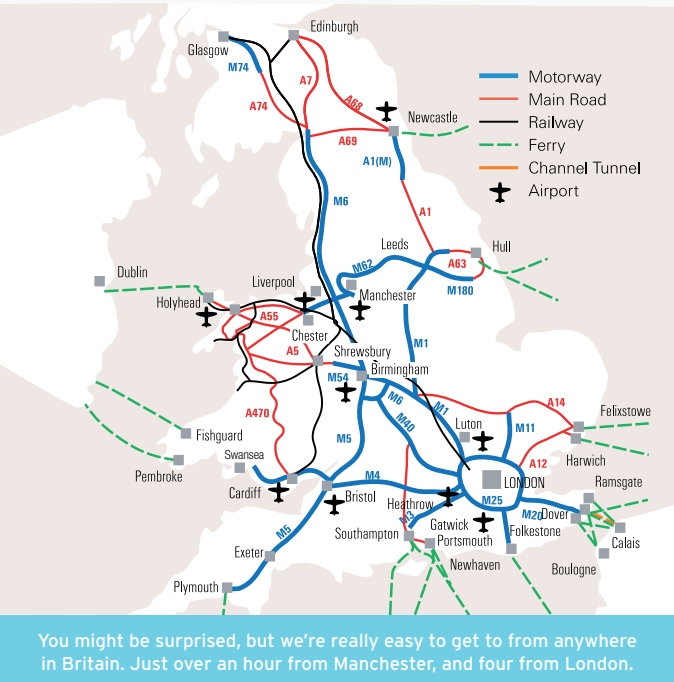 Edinburgh
Glasgow
M74
A7
A68
A74
Newcastle
A69
A1(M)
Motorway
Main Road
Railway
Ferry
Channel Tunnel
Airport
M6
A1
Leeds
Hull
A63
M62
M180
Dublin
Liverpool
Holyhead
Manchester
A55
Chester
M1
A5
Shrewsbury
M54
Birmingham
A470
M6
M1
A14
M40
Luton
M11
Felixstowe
Fishguard
M5
A12
Harwich
Swansea
Pembroke
M4
LONDON
Ramsgate
Cardiff
Bristol
Heathrow
M25
M20
Dover
M3
Gatwick
Folkestone
Southampton
Portsmouth
Calais
M5
Exeter
Newhaven
Boulogne
Plymouth
You might be surprised, but we're really easy to get to from anywhere
in Britain. Just over an hour from Manchester, and four from London.